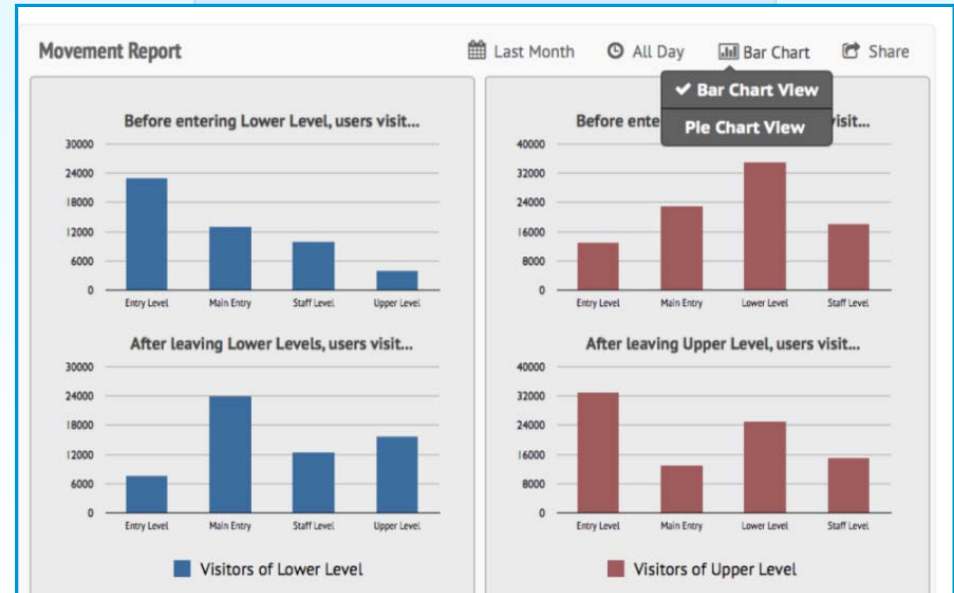 Movement Report
Last Month
All Day
Bar Chart
Share
Bar Chart View
Pie Chart View
Before entering Lower Level, users visit...
30000
24000
18000
12000
6000
0
Entry Level
Main Entry
Staff Level
Upper Level
Before ente
visit...
40000
32000
24000
16000
8000
0
Entry Level
Main Entry
Lower Level
Staff Level
After leaving Lower Levels, users visit...
30000
24000
18000
12000
6000
0
Entry Level
Main Entry
Staff Level
Upper Level
Visitors of Lower Level
After leaving Upper Level, users visit...
40000
32000
24000
16000
8000
0
Entry Level
Main Entry
Lower Level
Staff Level
Visitors of Upper Level